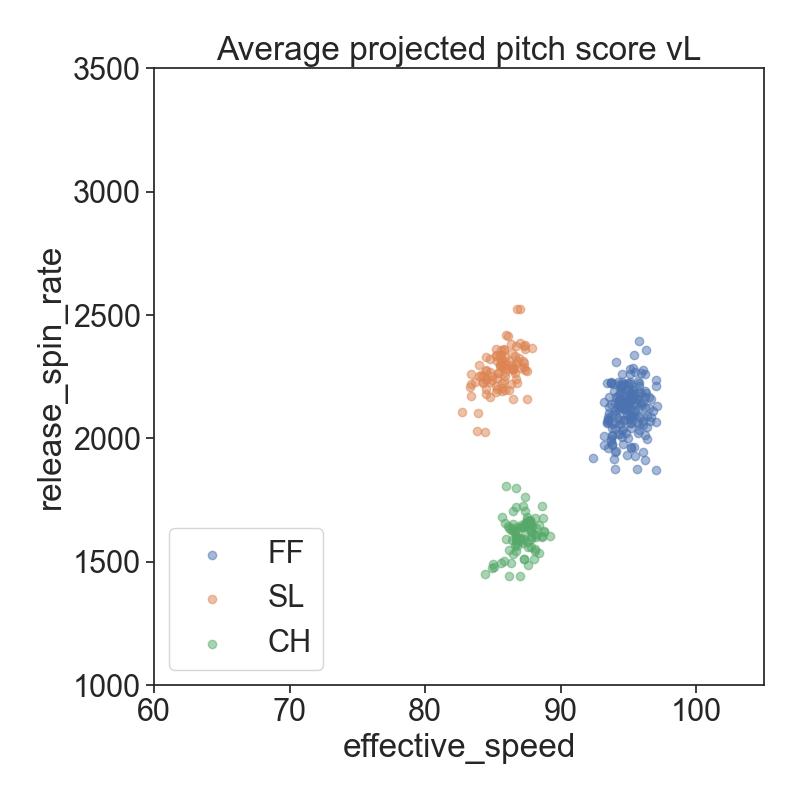 Average projected pitch score vL
3500
3000
2500
2000
1500
1000
release_spin_rate
FF
SL
CH
60 70 80 90 100
effective_speed